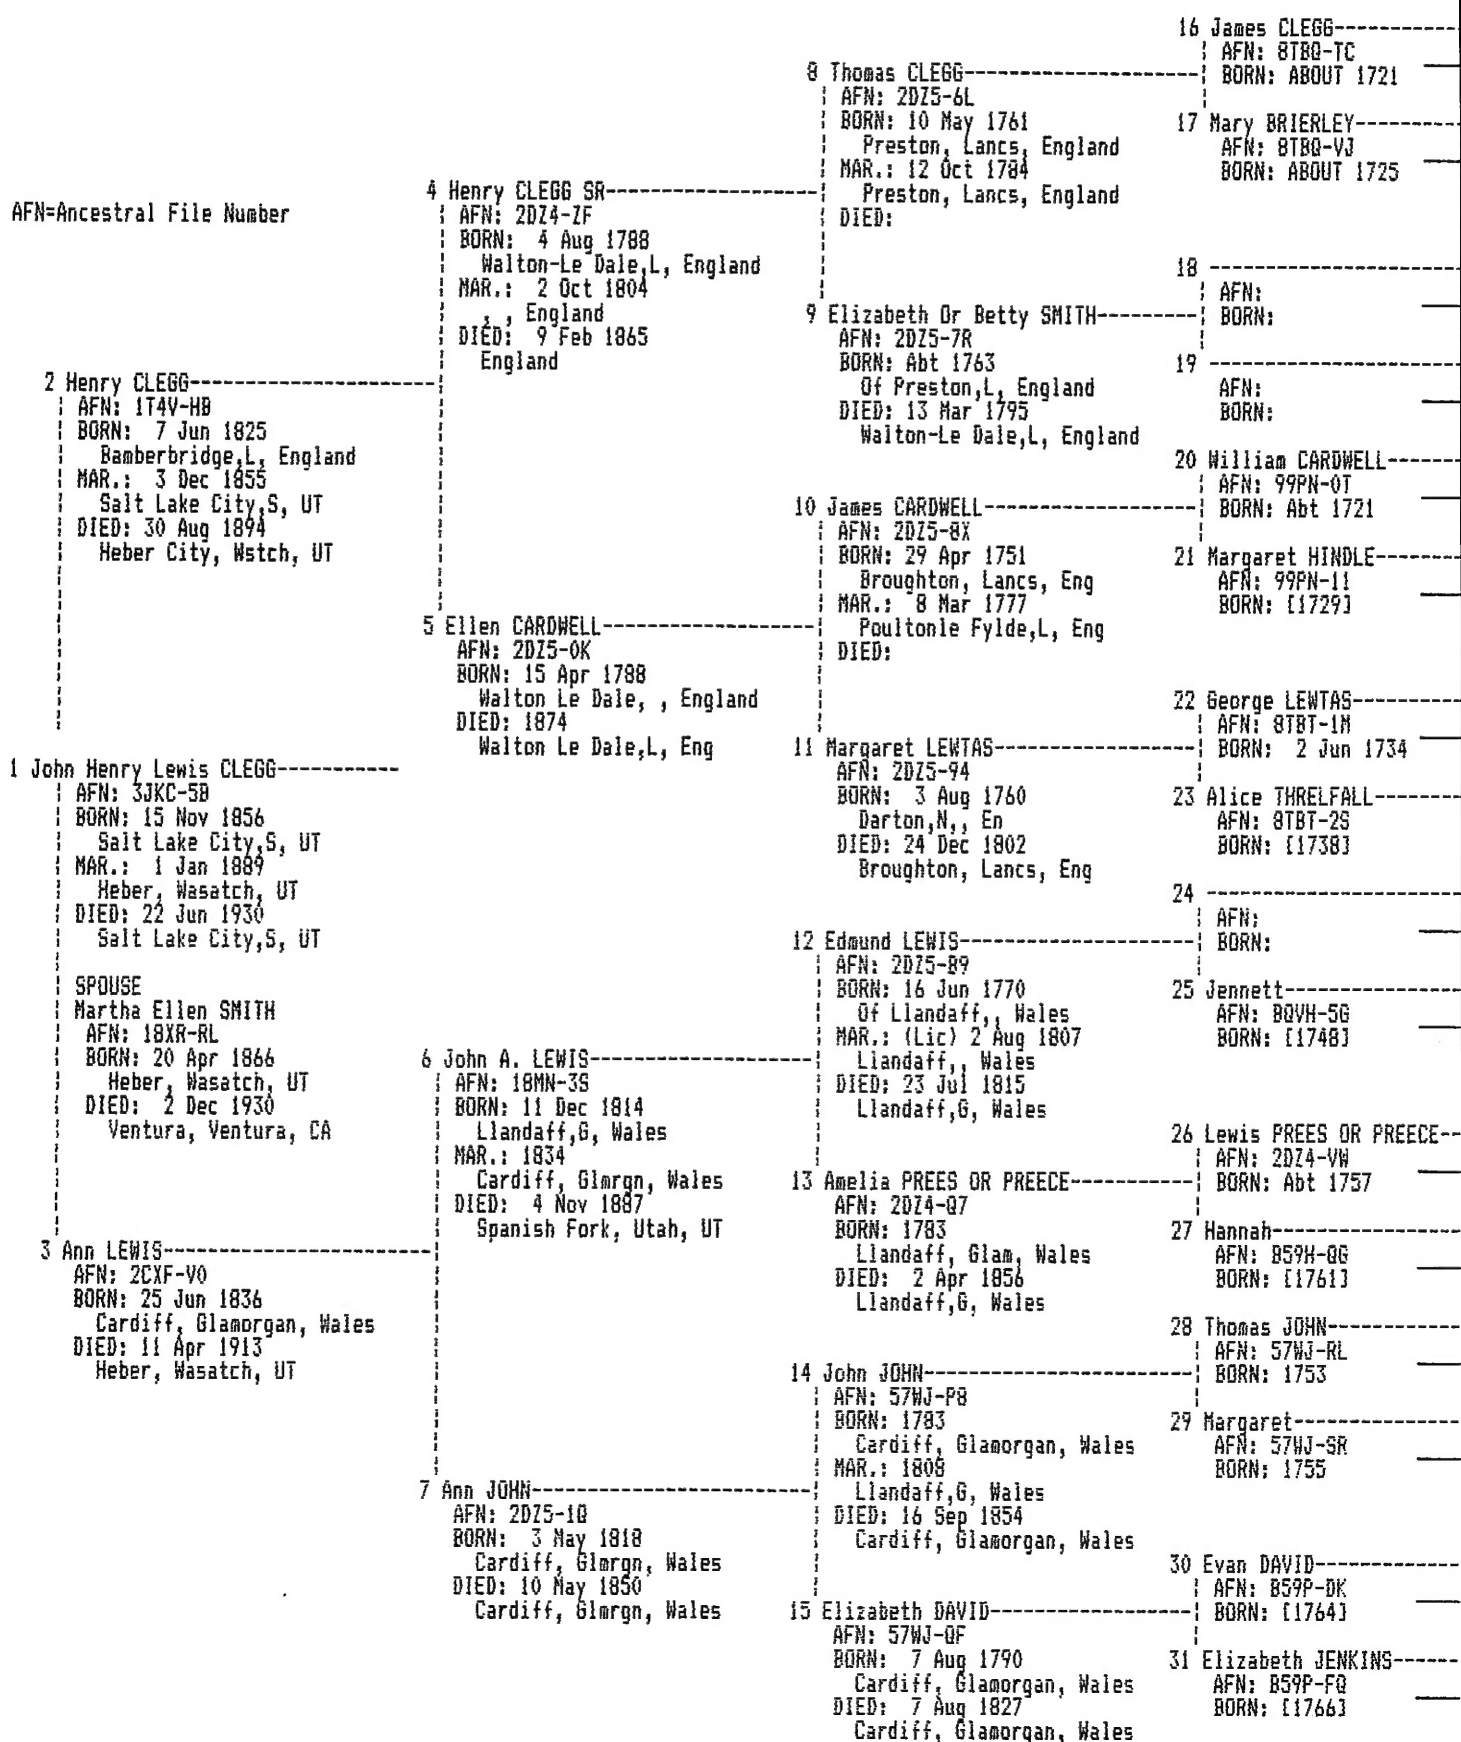 AFN=Ancestral File Number
2 Henry CLEGG
AFN: 1T4V-HB
BORN: 7 Jun 1825
Bamberbridge,L, England
MAR.: 3 Dec 1855
Salt Lake City,S, UT
DIED: 30 Aug 1894
Heber City, Wstch, UT
1 John Henry Lewis CLEGG
AFN: 3JKC-5B
BORN: 15 Nov 1856
Salt Lake City,S, UT
MAR.: 1 Jan 1889
Heber, Wasatch, UT
DIED: 22 Jun 1930
Salt Lake City,S, UT
SPOUSE
Martha Ellen SMITH
AFN: 18XR-RL
BORN: 20 Apr 1866
Heber, Wasatch, UT
DIED: 2 Dec 1930
Ventura, Ventura, CA
3 Ann LEWIS
AFN: 2CXF-V0
BORN: 25 Jun 1836
Cardiff, Glamorgan, Wales
DIED: 11 Apr 1913
Heber, Wasatch, UT
4 Henry CLEGG SR
AFN: 2DZ4-ZF
BORN: 4 Aug 1788
Walton-Le Dale,L, England
MAR.: 2 Oct 1804
, , England
DIED: 9 Feb 1865
England
5 Ellen CARDWELL
AFN: 2DZ5-0K
BORN: 15 Apr 1788
Walton Le Dale, , England
DIED: 1874
Walton Le Dale,L, Eng
6 John A. LEWIS
AFN: 18MN-3S
BORN: 11 Dec 1814
Llandaff,G, Wales
MAR.: 1834
Cardiff, Glmrgn, Wales
DIED: 4 Nov 1887
Spanish Fork, Utah, UT
7 Ann JOHN
AFN: 2DZ5-1Q
BORN: 3 May 1818
Cardiff, Glmrgn, Wales
DIED: 10 May 1850
Cardiff, Glmrgn, Wales
8 Thomas CLEGG
AFN: 2DZ5-6L
BORN: 10 May 1761
Preston, Lancs, England
MAR.: 12 Oct 1784
Preston, Lancs, England
DIED:
9 Elizabeth Or Betty SMITH
AFN: 2DZ5-7R
BORN: Abt 1763
Of Preston,L, England
DIED: 13 Mar 1795
Walton-Le Dale,L, England
10 James CARDWELL
AFN: 2DZ5-8X
BORN: 29 Apr 1751
Broughton, Lancs, Eng
MAR.: 8 Mar 1777
Poultonle Fylde,L, Eng
DIED:
11 Margaret LEWTAS
AFN: 2DZ5-94
BORN: 3 Aug 1760
Darton,N,, En
DIED: 24 Dec 1802
Broughton, Lancs, Eng
12 Edmund LEWIS
AFN: 2DZ5-B9
BORN: 16 Jun 1770
Of Llandaff,, Wales
MAR.: (Lic) 2 Aug 1807
Llandaff,, Wales
DIED: 23 Jul 1815
Llandaff,G, Wales
13 Amelia PREES OR PREECE
AFN: 2DZ4-Q7
BORN: 1783
Llandaff, Glam, Wales
DIED: 2 Apr 1856
Llandaff,G, Wales
14 John JOHN
AFN: 57WJ-P8
BORN: 1783
Cardiff, Glamorgan, Wales
MAR.: 1808
Llandaff,G, Wales
DIED: 16 Sep 1854
Cardiff, Glamorgan, Wales
15 Elizabeth DAVID
AFN: 57WJ-QF
BORN: 7 Aug 1790
Cardiff, Glamorgan, Wales
DIED: 7 Aug 1827
Cardiff, Glamorgan, Wales
16 James CLEGG
AFN: 8TBQ-TC
BORN: ABOUT 1721
17 Mary BRIERLEY
AFN: 8TBQ-VJ
BORN: ABOUT 1725
18
AFN:
BORN:
19
AFN:
BORN:
20 William CARDWELL
AFN: 99PN-0T
BORN: Abt 1721
21 Margaret HINDLE
AFN: 99PN-11
BORN: [1729]
22 George LEWTAS
AFN: 8TBT-1M
BORN: 2 Jun 1734
23 Alice THRELFALL
AFN: 8TBT-2S
BORN: [1738]
24
AFN:
BORN:
25 Jennett
AFN: BQVH-5G
BORN: [1748]
26 Lewis PREES OR PREECE
AFN: 2DZ4-VW
BORN: Abt 1757
27 Hannah
AFN: B59H-QG
BORN: [1761]
28 Thomas JOHN
AFN: 57WJ-RL
BORN: 1753
29 Margaret
AFN: 57WJ-SR
BORN: 1755
30 Evan DAVID
AFN: B59P-DK
BORN: [1764]
31 Elizabeth JENKINS
AFN: B59P-FQ
BORN: [1766]